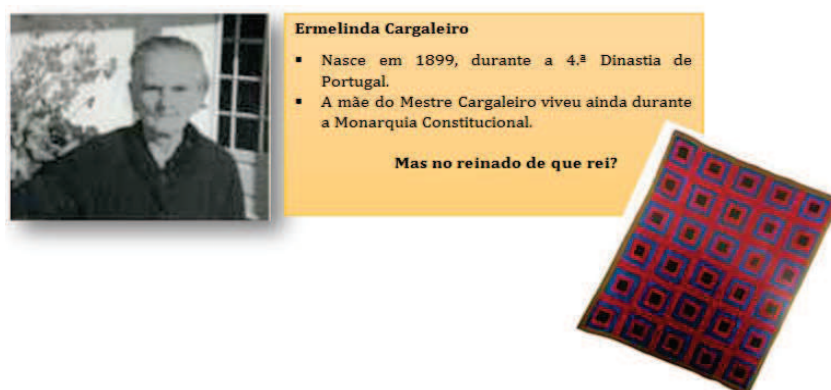 Ermelinda Cargaleiro
▪ Nasce em 1899, durante a 4.ª Dinastia de
Portugal.
▪ A mãe do Mestre Cargaleiro viveu ainda durante
a Monarquia Constitucional.
Mas no reinado de que rei?